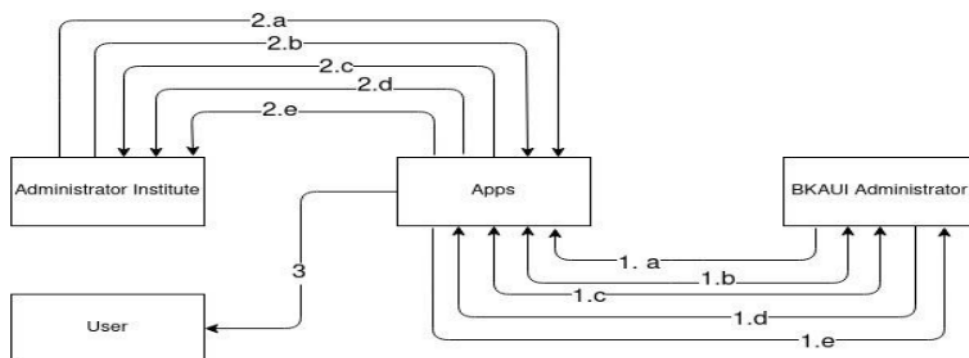 2.a
2.b
2.c
2.d
2.e
Administrator Institute
Apps
BKAUI Administrator
1. a
3
1.b
1.c
1.d
User
1.e